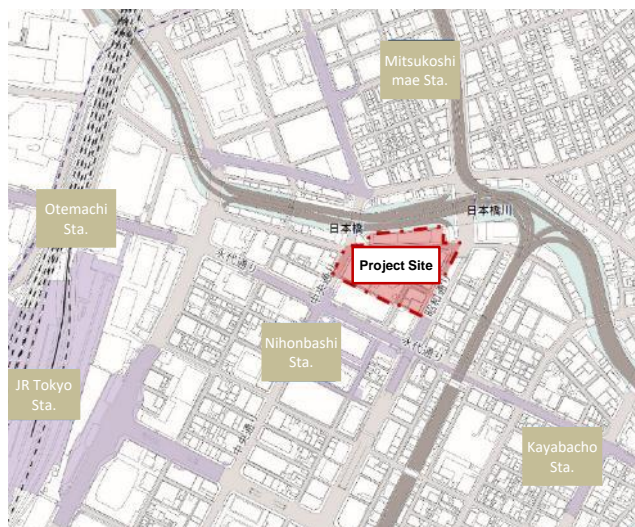 Mitsukoshi
mae Sta.
Otemachi
Sta.
日本橋
日本橋川
Project Site
永代通り
中央通り
昭和通り
Nihonbashi
Sta.
永代通り
JR Tokyo
Sta.
中央通り
Kayabacho
Sta.